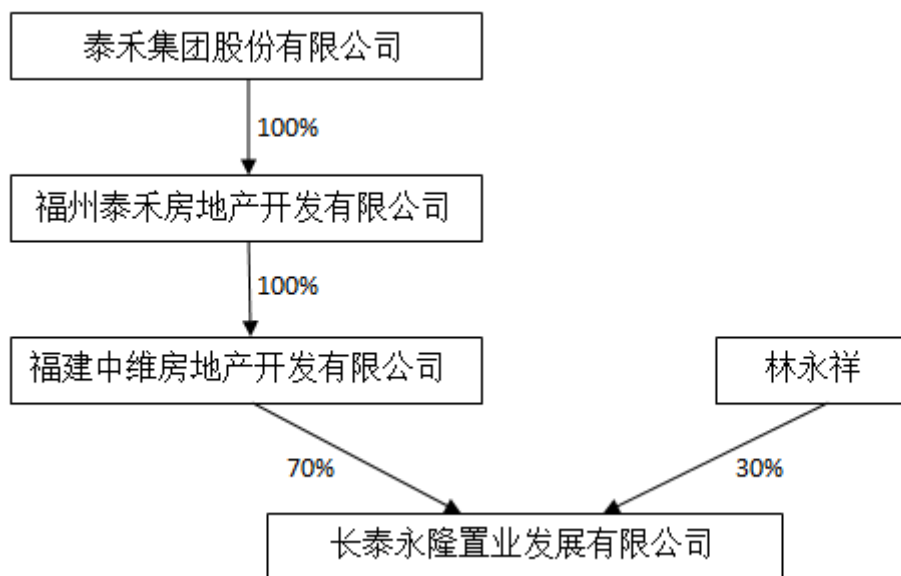 泰禾集团股份有限公司
100%
福州泰禾房地产开发有限公司
100%
福建中维房地产开发有限公司
林永祥
70%
30%
长泰永隆置业发展有限公司